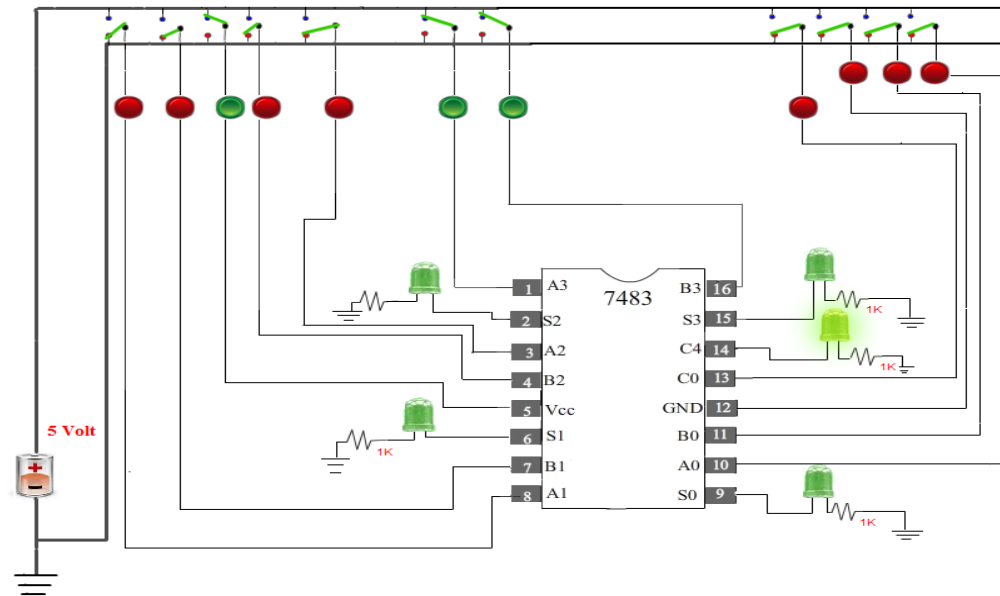 7483
1 A3 B3 16
2 S2 S3 15
1K
3 A2 C4 14
1K
4 B2 C0 13
5 Vcc GND 12
5 Volt
6 S1 B0 11
1K
7 B1 A0 10
8 A1 S0 9
1K